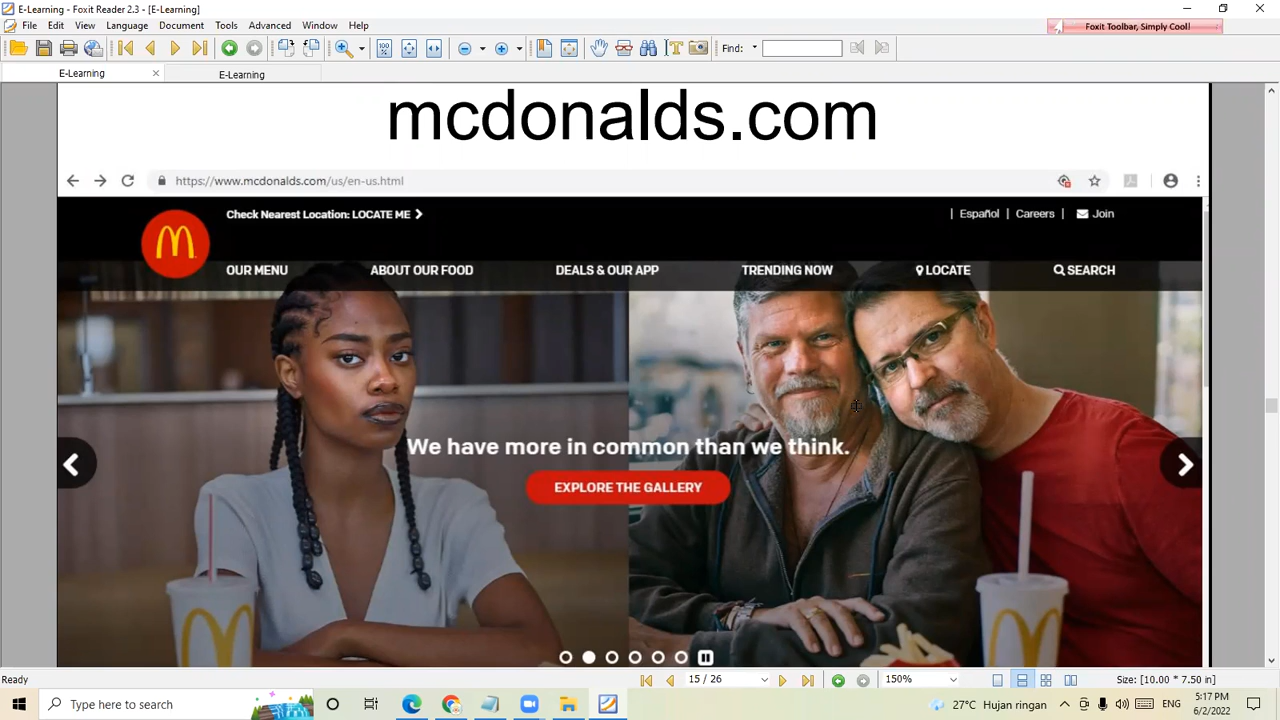 E-Learning - Foxit Reader 2.3 - [E-Learning]
File Edit View Language Document Tools Advanced Window Help
Foxit Toolbar, Simply Cool!
Find:
E-Learning
E-Learning
mcdonalds.com
https://www.mcdonalds.com/us/en-us.html
Check Nearest Location: LOCATE ME
| Español | Careers | Join
OUR MENU ABOUT OUR FOOD DEALS & OUR APP TRENDING NOW LOCATE SEARCH
We have more in common than we think.
EXPLORE THE GALLERY
Ready
15 / 26
150%
Size: [10.00 * 7.50 in]
Type here to search
27°C Hujan ringan
ENG
5:17 PM
6/2/2022